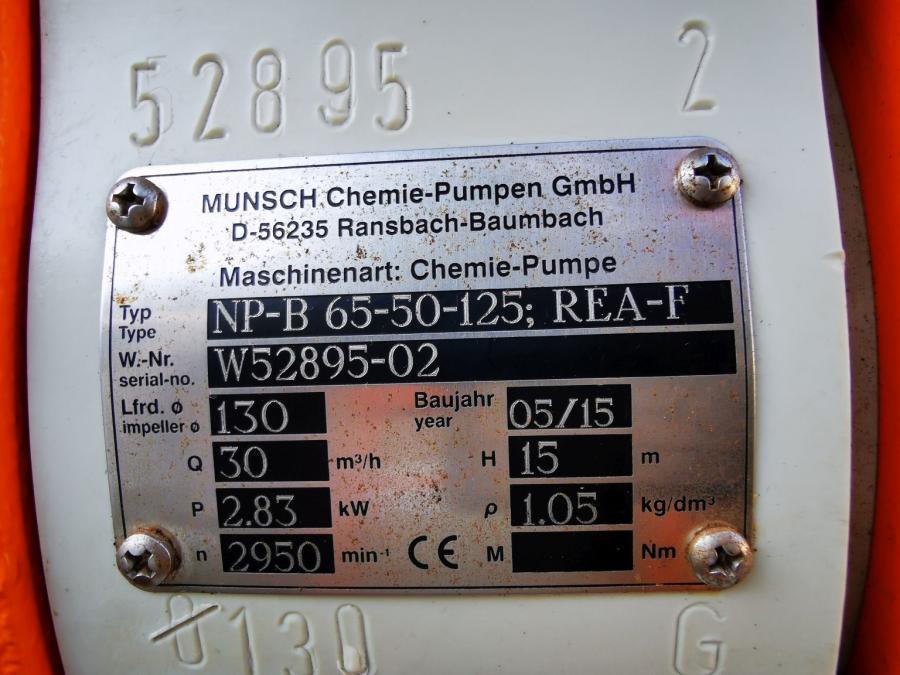 52895 2
MUNSCH Chemie-Pumpen GmbH
D-56235 Ransbach-Baumbach
Maschinenart: Chemie-Pumpe
Typ
Type NP-B 65-50-125; REA-F
W.-Nr.
serial-no. W52895-02
Lfrd. ø
impeller ø 130 Baujahr
year 05/15
Q 30 m³/h H 15 m
P 2.83 kW ρ 1.05 kg/dm³
n 2950 min-¹ CE M Nm
Ø130 G